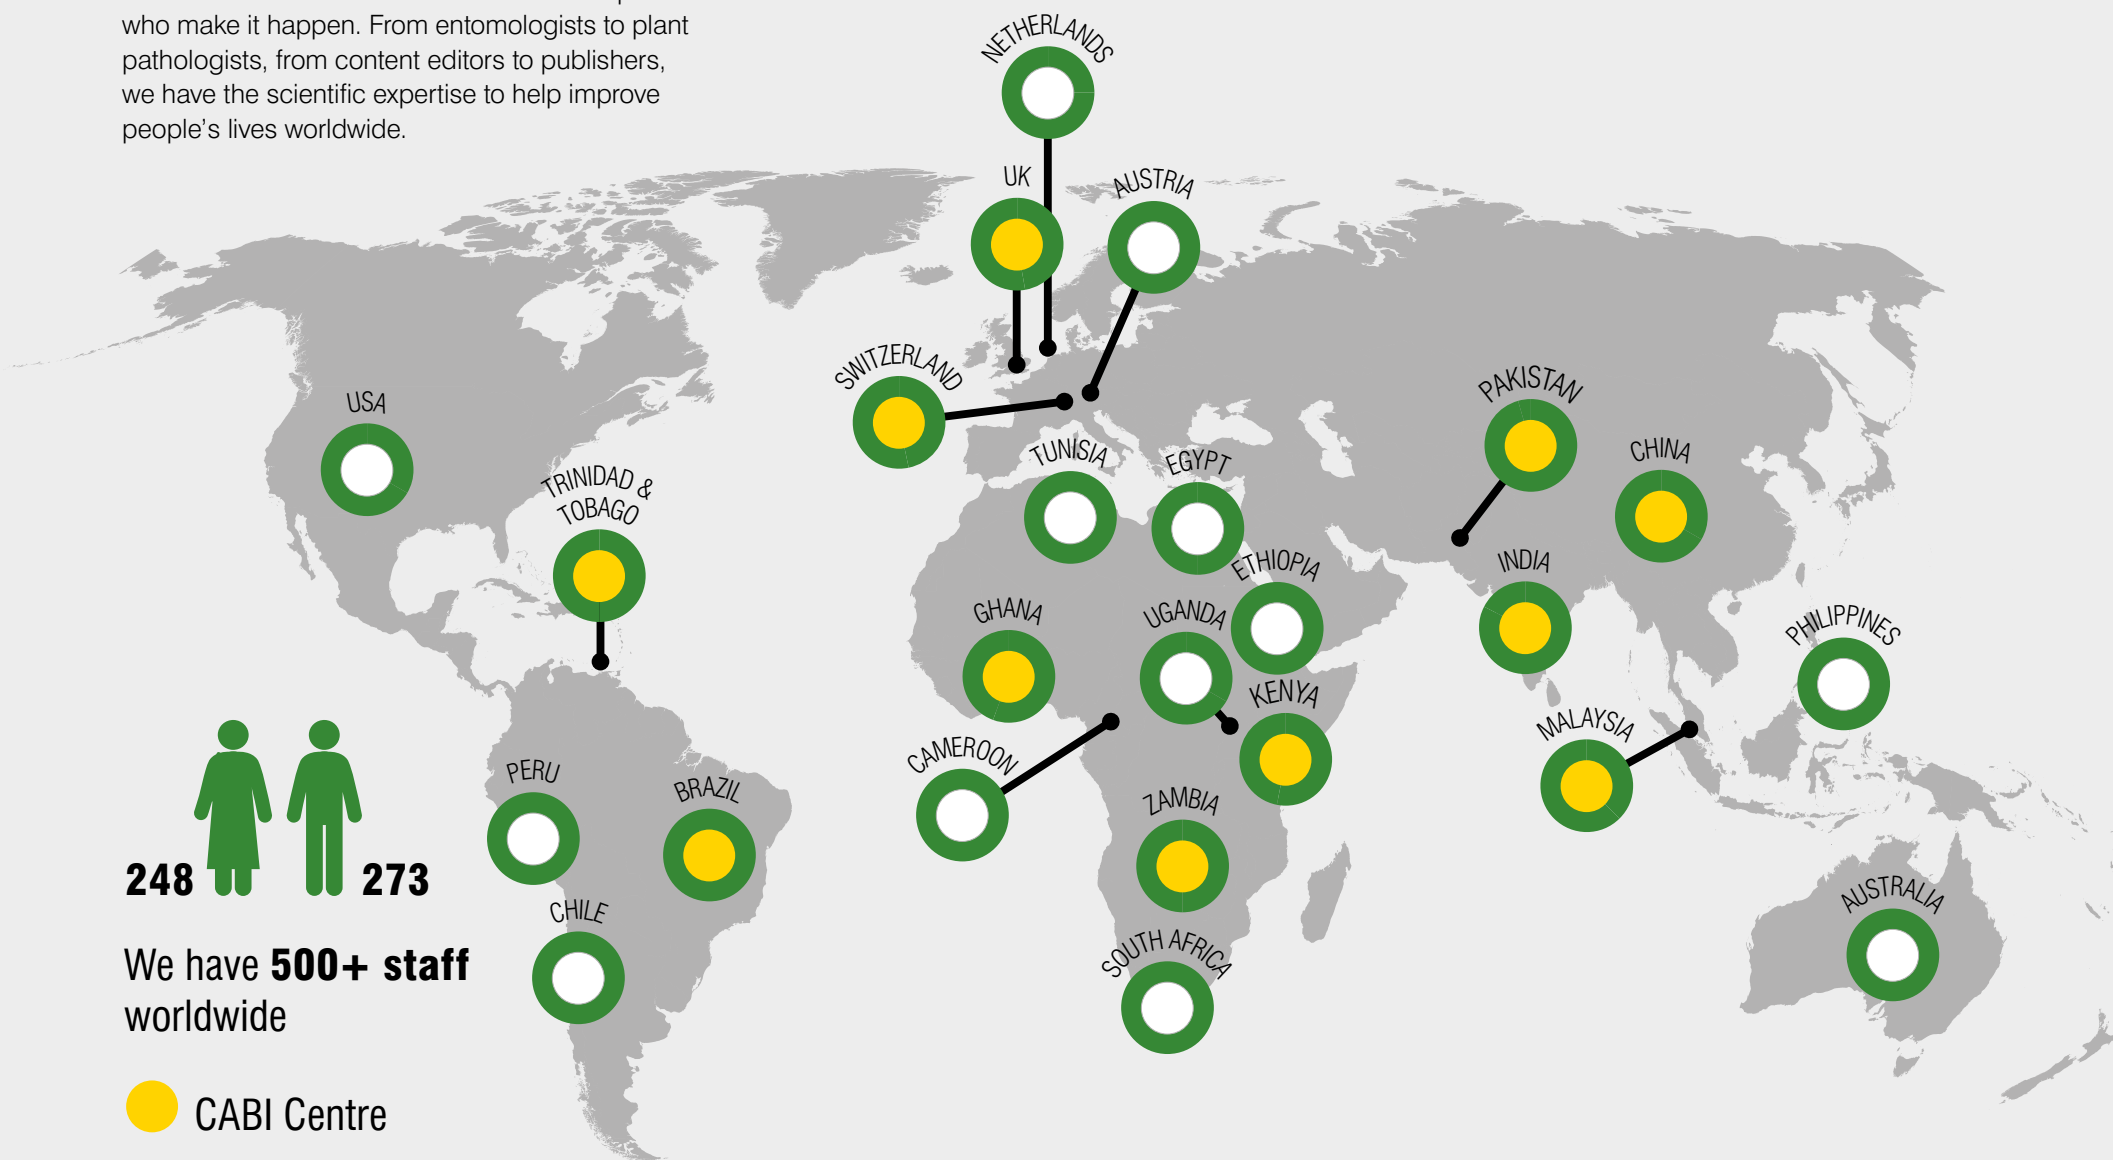 who make it happen. From entomologists to plant
pathologists, from content editors to publishers,
we have the scientific expertise to help improve
people's lives worldwide.
NETHERLANDS
UK
AUSTRIA
SWITZERLAND
USA
TRINIDAD &
TOBAGO
TUNISIA
EGYPT
PAKISTAN
CHINA
ETHIOPIA
INDIA
GHANA
UGANDA
PHILIPPINES
KENYA
MALAYSIA
CAMEROON
PERU
BRAZIL
ZAMBIA
CHILE
SOUTH AFRICA
AUSTRALIA
248 273
We have 500+ staff
worldwide
CABI Centre